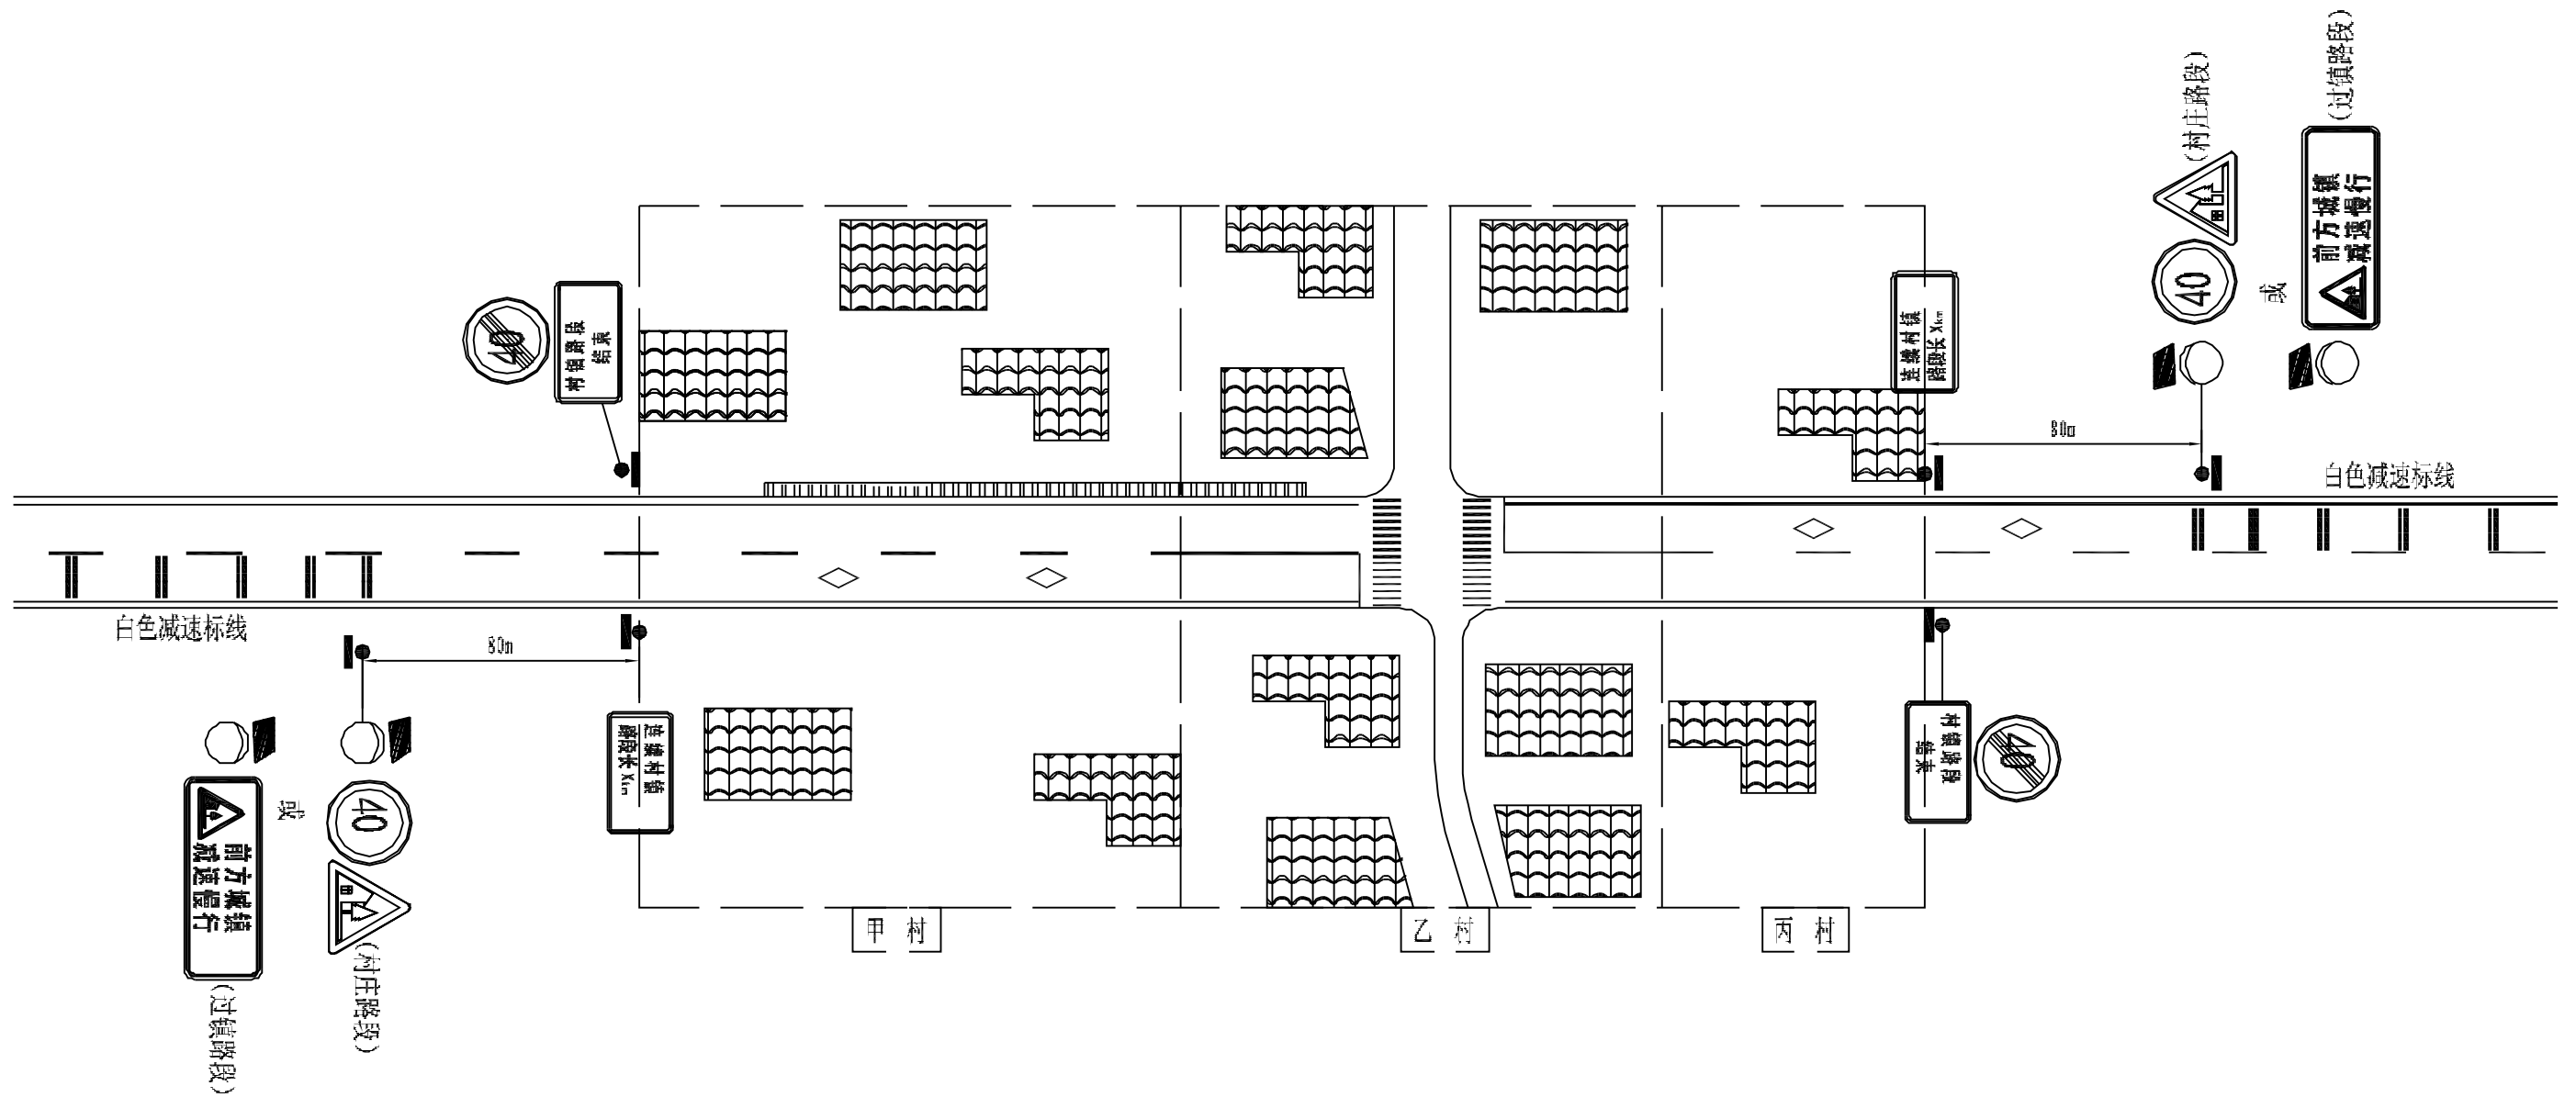 (过镇路段)
(村庄路段)
前方城镇
减速慢行
40
或
40
村镇路段
结束
连续村镇
路段长 Xkm
80m
白色减速标线
白色减速标线
80m
连续村镇
路段长 Xkm
村镇路段
结束
40
40
或
前方城镇
减速慢行
(村庄路段)
(过镇路段)
甲 村
乙 村
丙 村